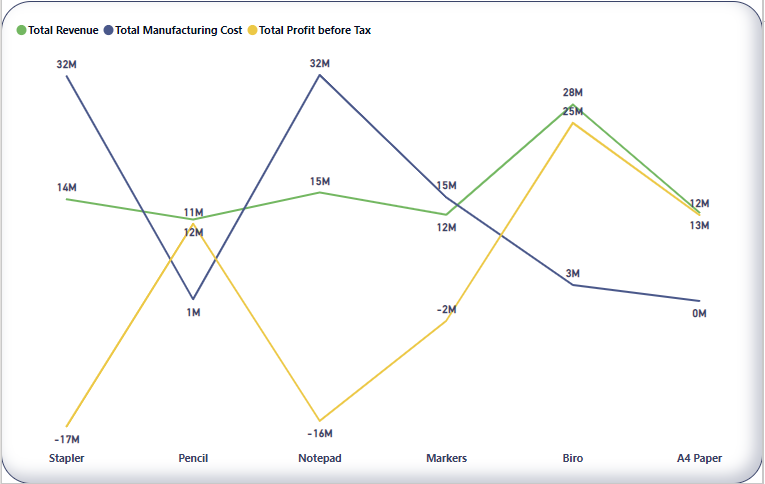 Total Revenue Total Manufacturing Cost Total Profit before Tax
32M 32M
28M
25M
14M 15M 15M
11M 12M
12M 12M 13M
3M
1M -2M 0M
-17M -16M
Stapler Pencil Notepad Markers Biro A4 Paper